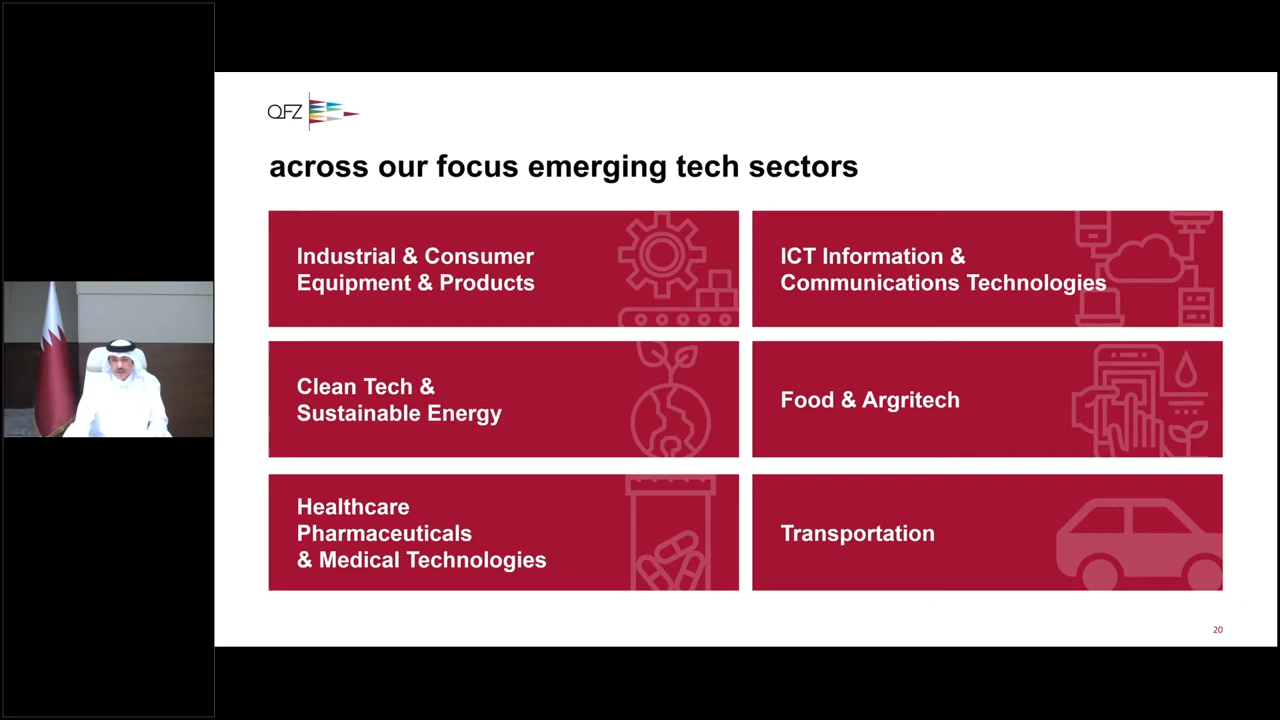 QFZ
across our focus emerging tech sectors
Industrial & Consumer
Equipment & Products
ICT Information &
Communications Technologies
Clean Tech &
Sustainable Energy
Food & Argritech
Healthcare
Pharmaceuticals
& Medical Technologies
Transportation
20